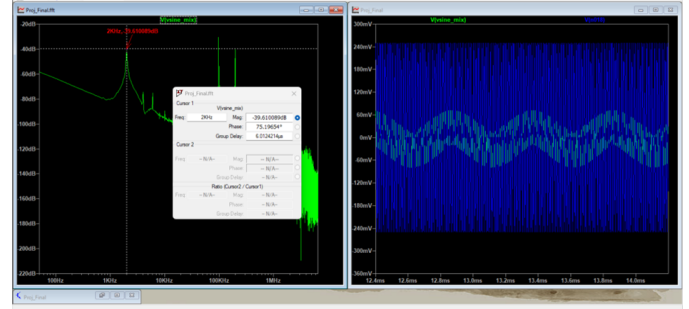 Proj_Final.fft
V(vsine_mix)
-20dB
2KHz,-39.610089dB
-40dB
-60dB
-80dB
-100dB
-120dB
-140dB
-160dB
-180dB
-200dB
-220dB
100Hz
1KHz
10KHz
100KHz
1MHz
Proj_Final.fft
Cursor 1
V(vsine_mix)
Freq: 2KHz Mag: -39.610089dB
Phase: 75.19654°
Group Delay: 6.0124214µs
Cursor 2
Freq: -- N/A-- Mag: -- N/A--
Phase: -- N/A--
Group Delay: -- N/A--
Ratio (Cursor2 / Cursor1)
Freq: -- N/A-- Mag: -- N/A--
Phase: -- N/A--
Group Delay: -- N/A--
Proj_Final
Proj_Final
V(vsine_mix)
300mV
240mV
180mV
120mV
60mV
0mV
-60mV
-120mV
-180mV
-240mV
-300mV
-360mV
12.4ms
12.6ms
12.8ms
13.0ms
13.2ms
13.4ms
13.6ms
13.8ms
14.0ms